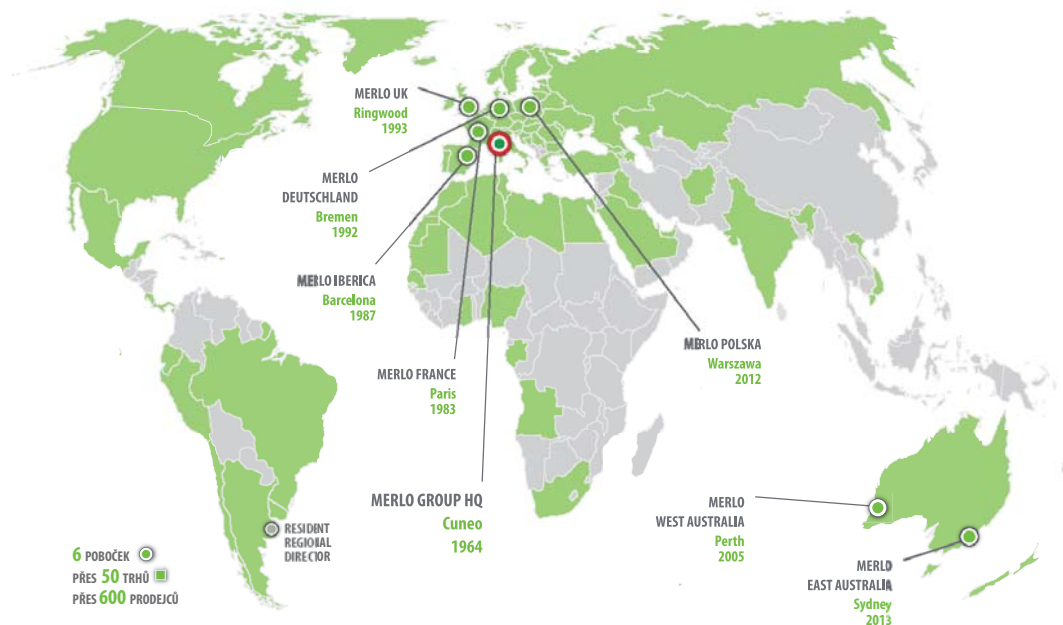 MERLO UK
Ringwood
1993
MERLO
DEUTSCHLAND
Bremen
1992
MERLO IBERICA
Barcelona
1987
MERLO FRANCE
Paris
1983
MERLO GROUP HQ
Cuneo
1964
MERLO POLSKA
Warszawa
2012
MERLO
WEST AUSTRALIA
Perth
2005
MERLO
EAST AUSTRALIA
Sydney
2013
RESIDENT
REGIONAL
DIRECTOR
6 POBOČEK
PŘES 50 TRHŮ
PŘES 600 PRODEJCŮ